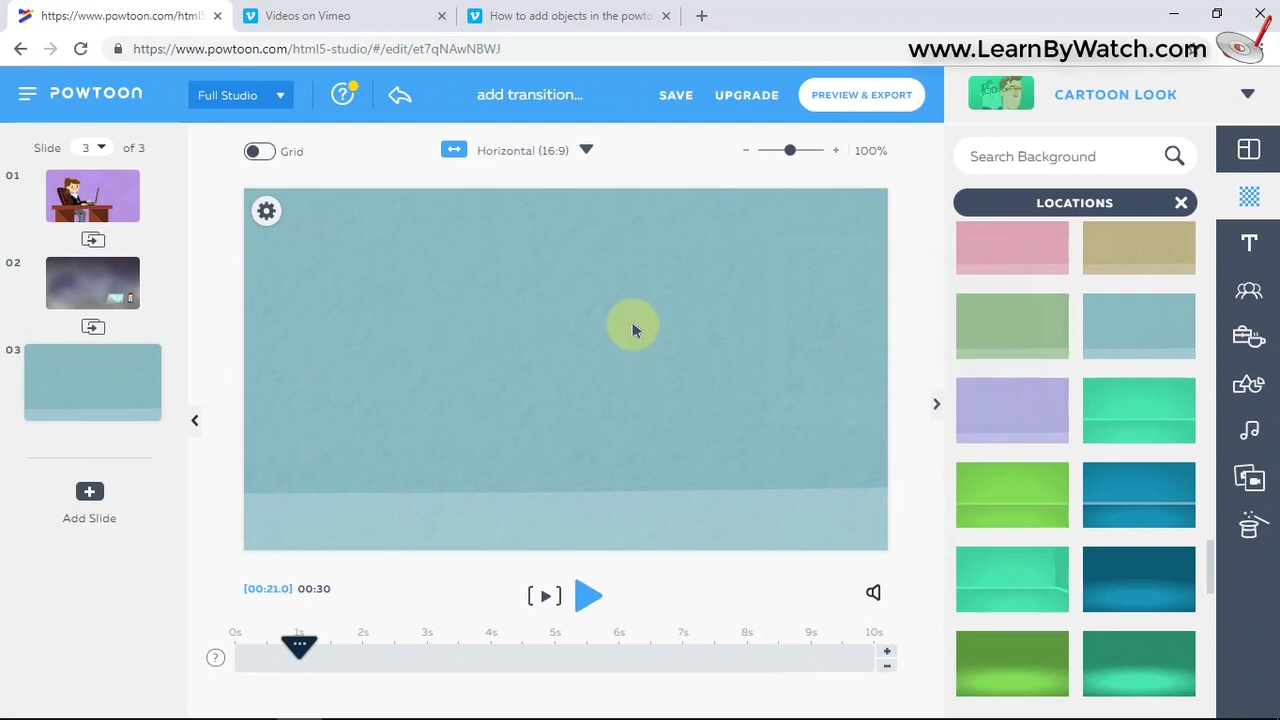 https://www.powtoon.com/html5
Videos on Vimeo
How to add objects in the powto
https://www.powtoon.com/html5-studio/#/edit/et7qNAwNBWJ
www.LearnByWatch.com
POWTOON
Full Studio
add transition...
SAVE
UPGRADE
PREVIEW & EXPORT
CARTOON LOOK
Slide 3 of 3
Grid
Horizontal (16:9)
- + 100%
Search Background
LOCATIONS
01
02
03
Add Slide
[00:21.0] 00:30
0s 1s 2s 3s 4s 5s 6s 7s 8s 9s 10s